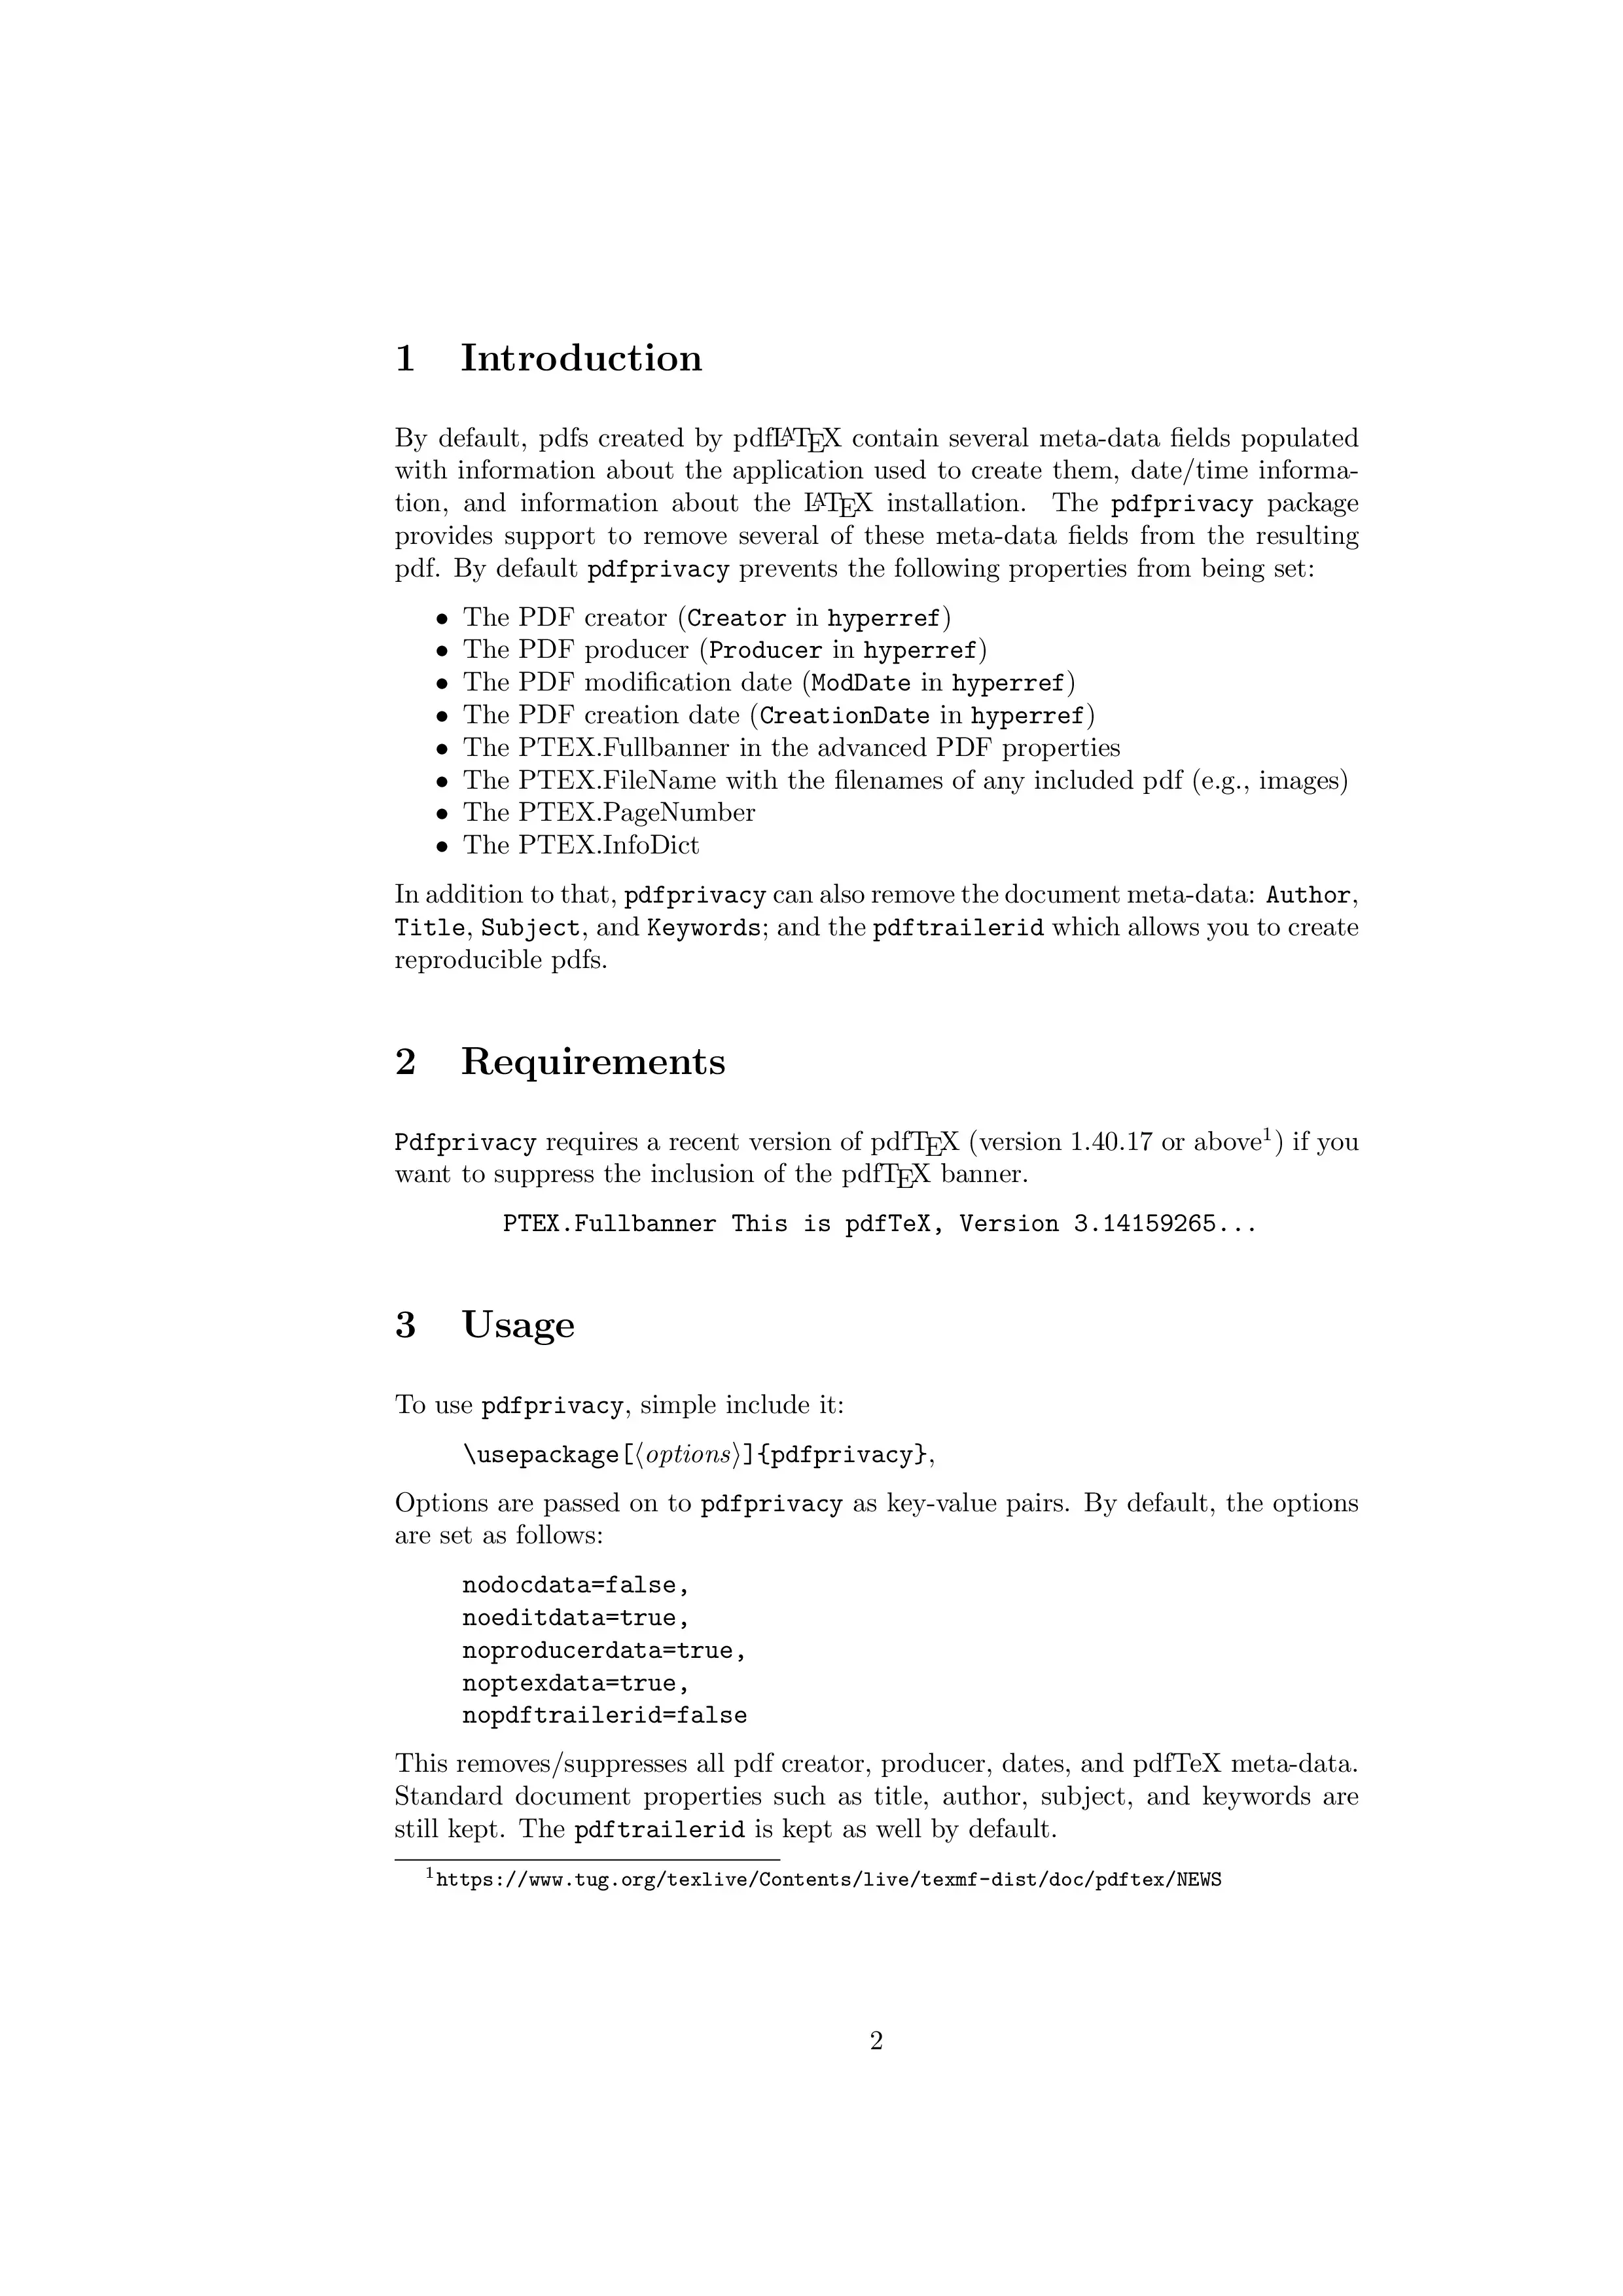 1 Introduction
By default, pdfs created by pdfLATEX contain several meta-data fields populated
with information about the application used to create them, date/time informa-
tion, and information about the LATEX installation. The pdfprivacy package
provides support to remove several of these meta-data fields from the resulting
pdf. By default pdfprivacy prevents the following properties from being set:
• The PDF creator (Creator in hyperref)
• The PDF producer (Producer in hyperref)
• The PDF modification date (ModDate in hyperref)
• The PDF creation date (CreationDate in hyperref)
• The PTEX.Fullbanner in the advanced PDF properties
• The PTEX.FileName with the filenames of any included pdf (e.g., images)
• The PTEX.PageNumber
• The PTEX.InfoDict
In addition to that, pdfprivacy can also remove the document meta-data: Author,
Title, Subject, and Keywords; and the pdftrailerid which allows you to create
reproducible pdfs.
2 Requirements
Pdfprivacy requires a recent version of pdfTEX (version 1.40.17 or above1) if you
want to suppress the inclusion of the pdfTEX banner.
PTEX.Fullbanner This is pdfTeX, Version 3.14159265...
3 Usage
To use pdfprivacy, simple include it:
\usepackage[⟨options⟩]{pdfprivacy},
Options are passed on to pdfprivacy as key-value pairs. By default, the options
are set as follows:
nodocdata=false,
noeditdata=true,
noproducerdata=true,
noptexdata=true,
nopdftrailerid=false
This removes/suppresses all pdf creator, producer, dates, and pdfTeX meta-data.
Standard document properties such as title, author, subject, and keywords are
still kept. The pdftrailerid is kept as well by default.
1https://www.tug.org/texlive/Contents/live/texmf-dist/doc/pdftex/NEWS
2